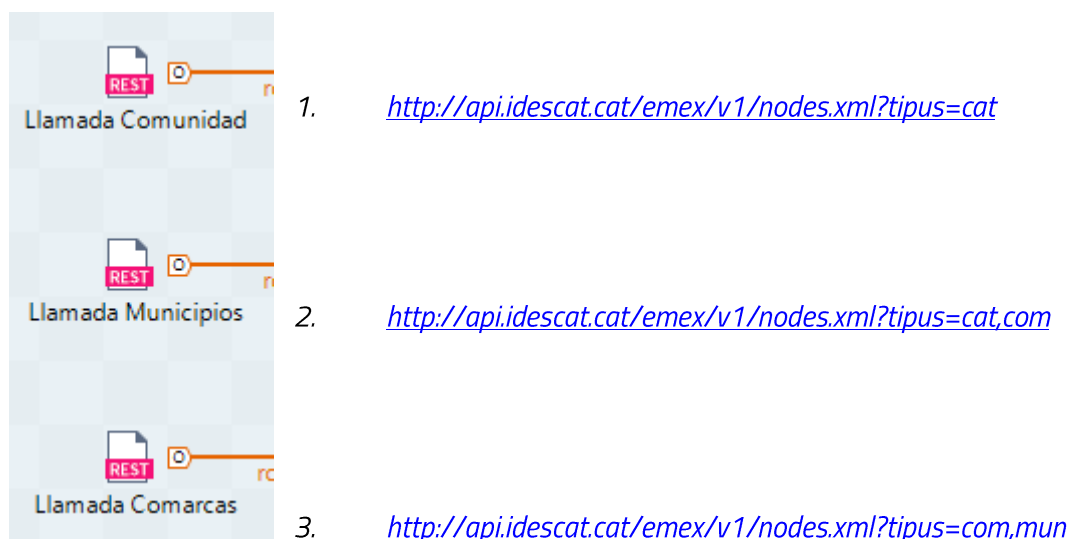 REST
O
Llamada Comunidad
1. http://api.idescat.cat/emex/v1/nodes.xml?tipus=cat
REST
O
Llamada Municipios
2. http://api.idescat.cat/emex/v1/nodes.xml?tipus=cat,com
REST
O
Llamada Comarcas
3. http://api.idescat.cat/emex/v1/nodes.xml?tipus=com,mun